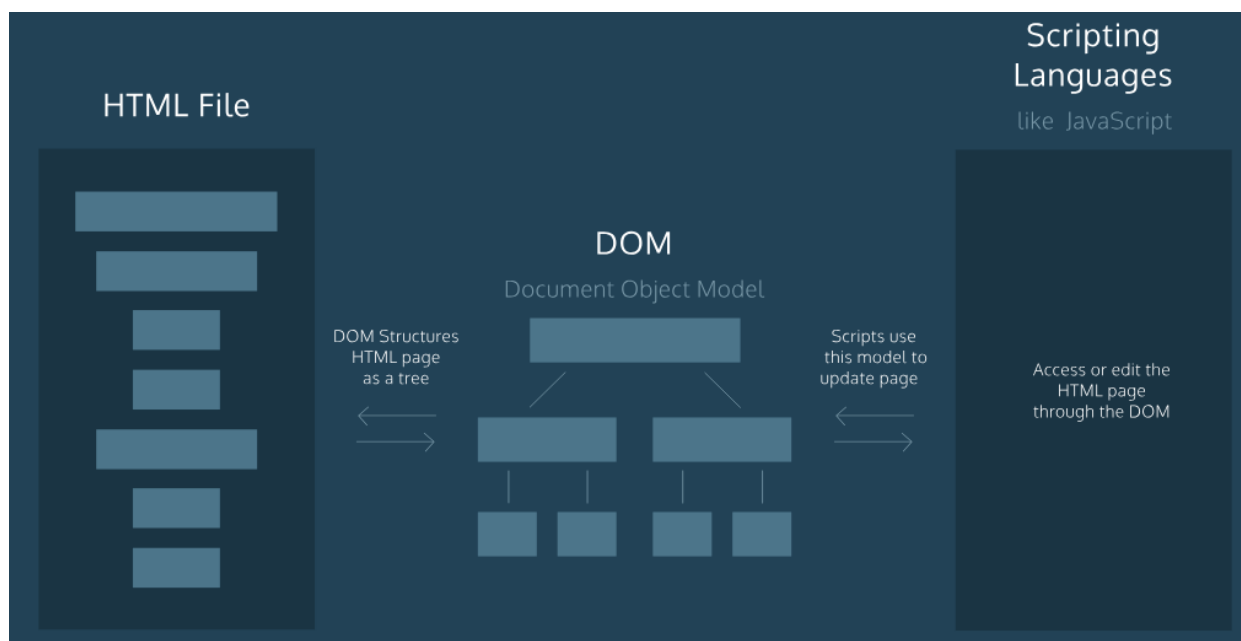 HTML File
DOM Structures
HTML page
as a tree
DOM
Document Object Model
Scripts use
this model to
update page
Scripting
Languages
like JavaScript
Access or edit the
HTML page
through the DOM